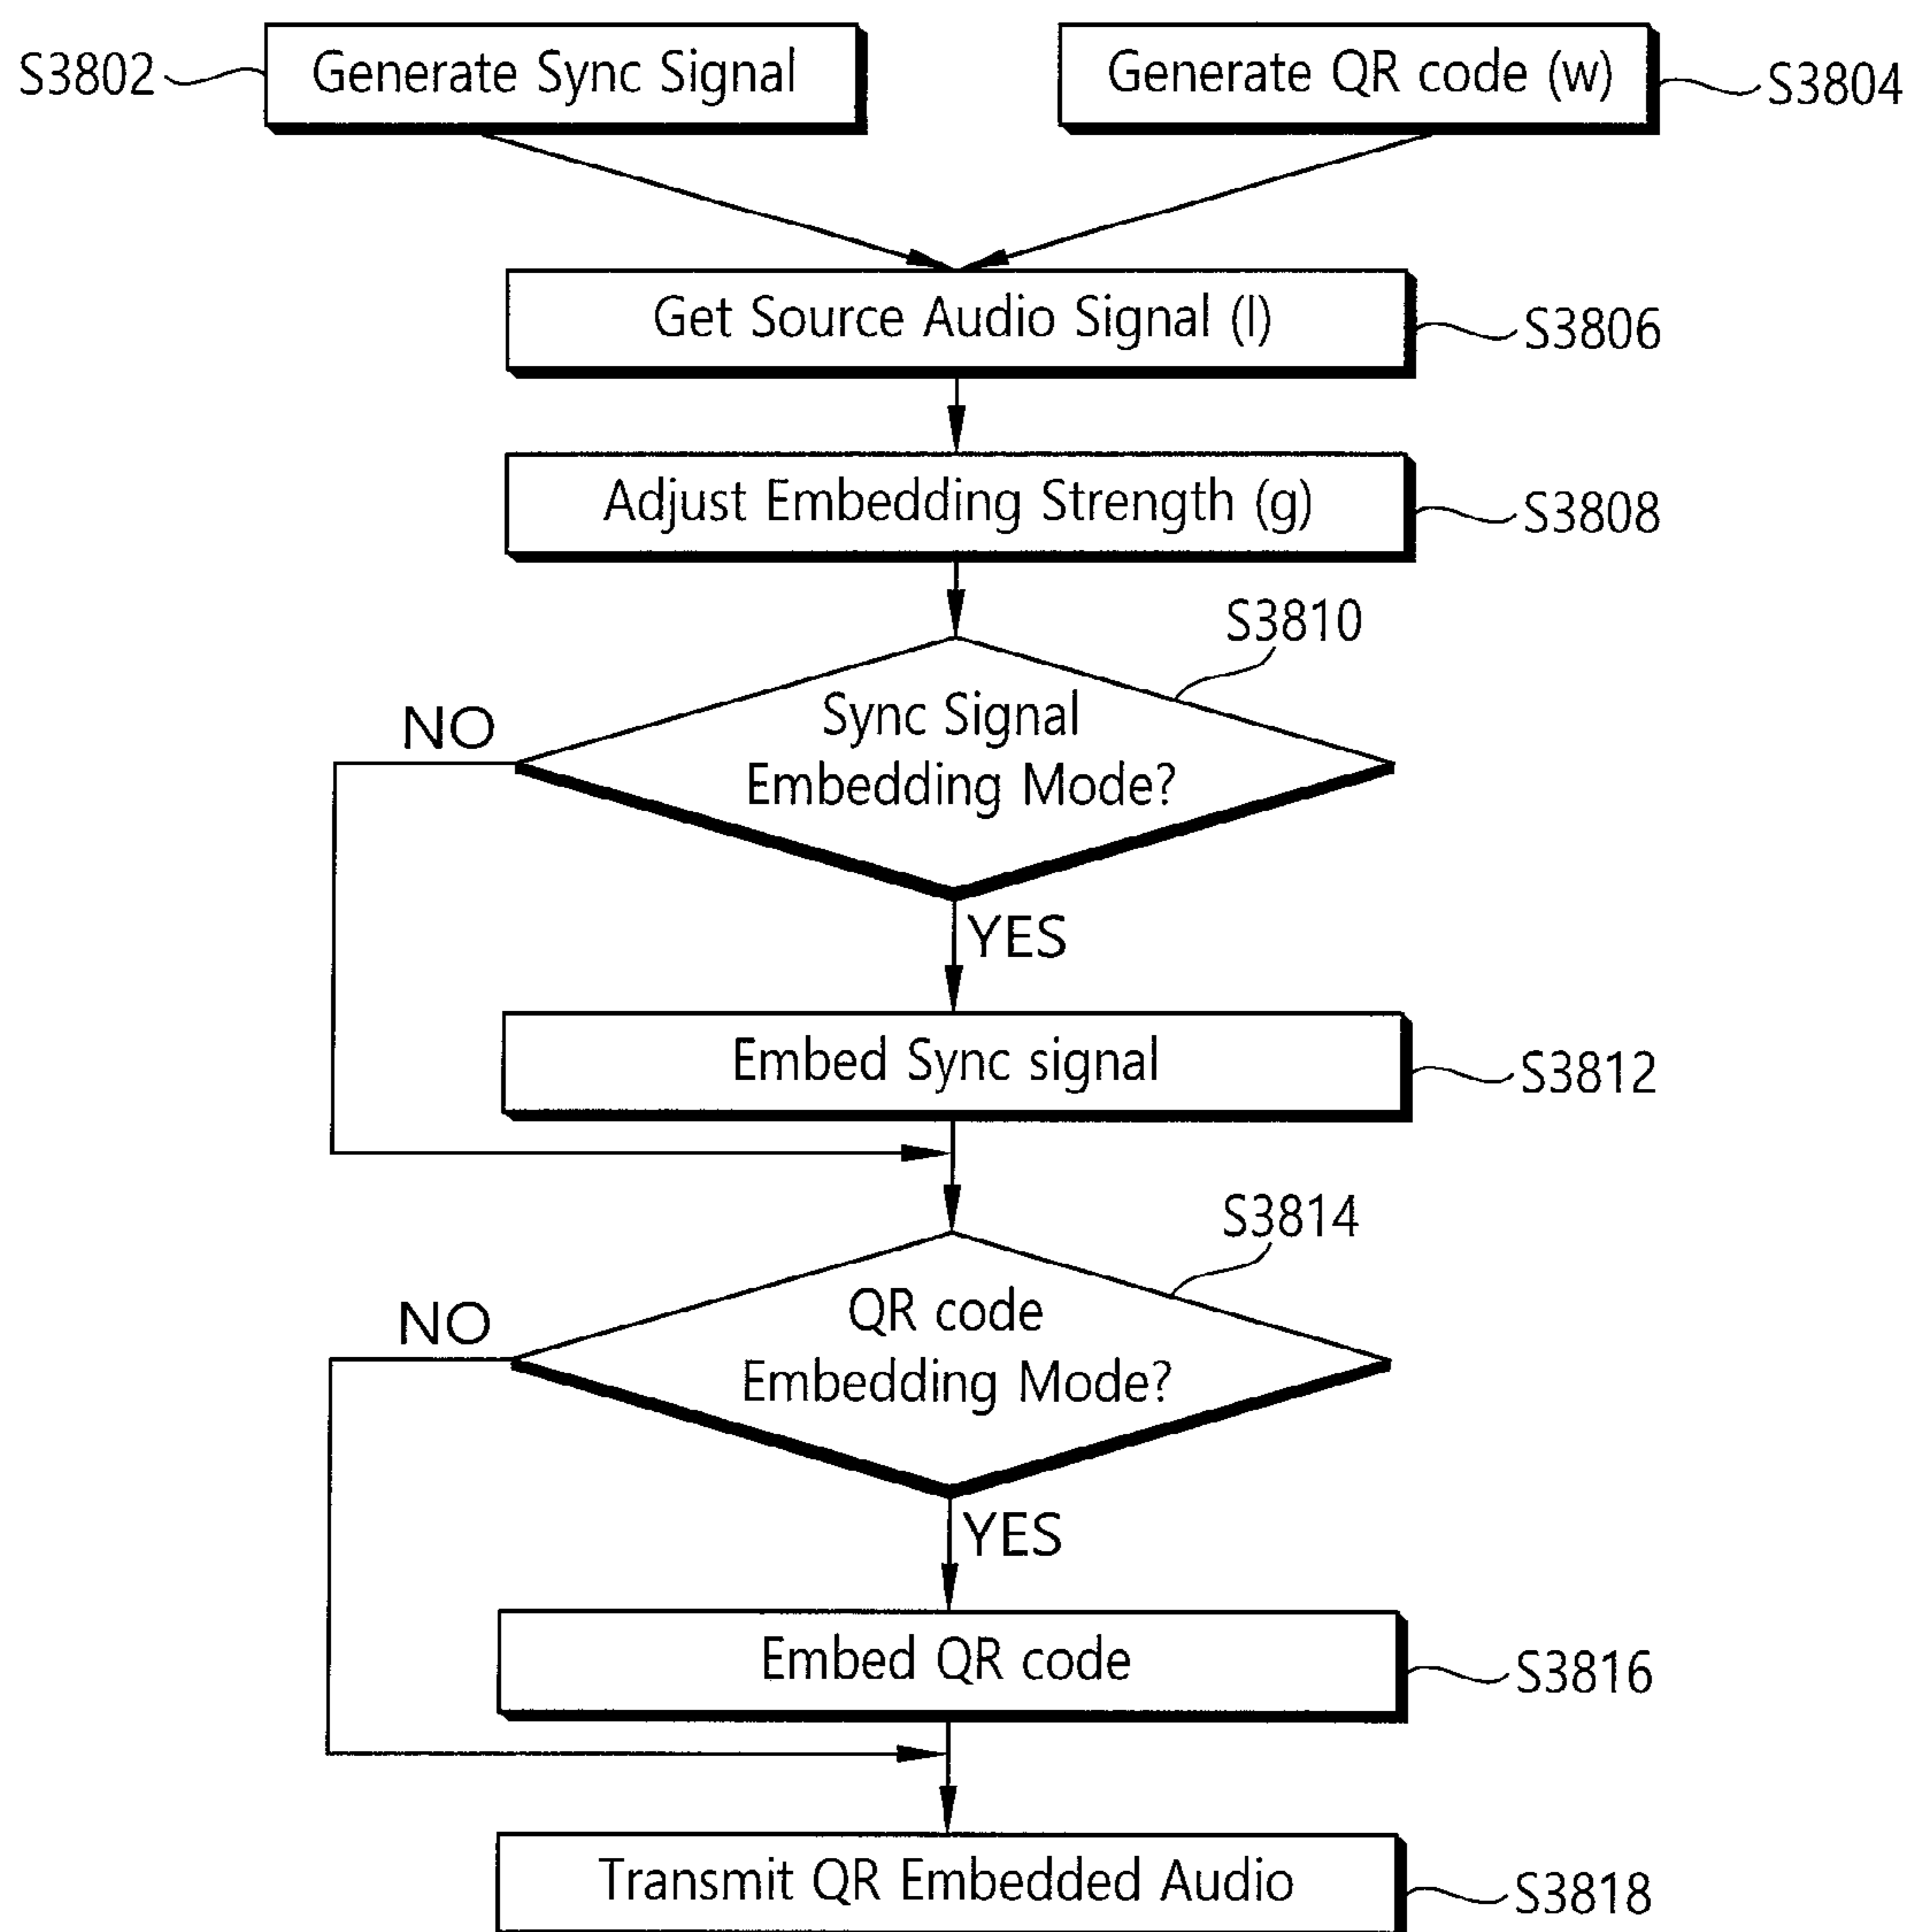 S3802
Generate Sync Signal
Generate QR code (w)
S3804
Get Source Audio Signal (I)
S3806
Adjust Embedding Strength (g)
S3808
S3810
Sync Signal
Embedding Mode?
NO
YES
Embed Sync signal
S3812
S3814
QR code
Embedding Mode?
NO
YES
Embed QR code
S3816
Transmit QR Embedded Audio
S3818